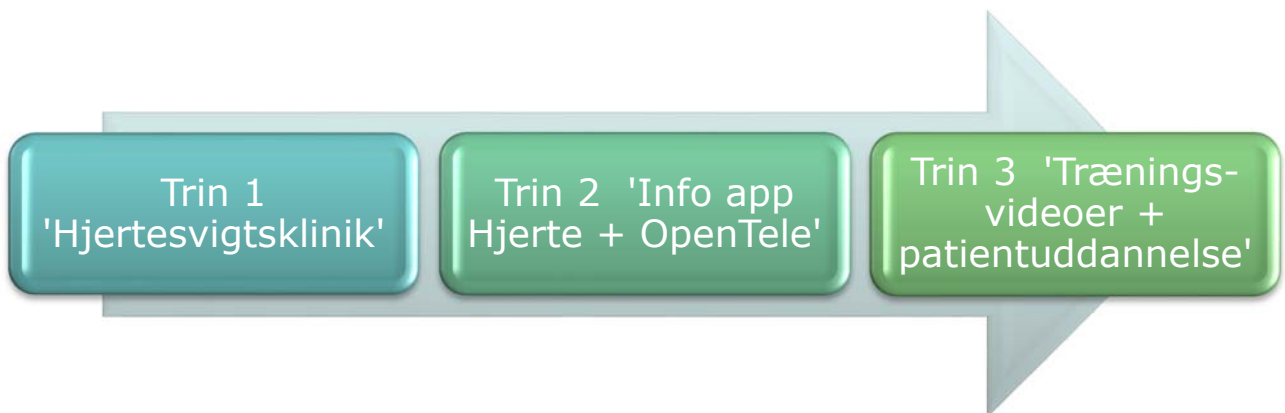 Trin 1
'Hjertesvigtsklinik'
Trin 2 'Info app
Hjerte + OpenTele'
Trin 3 'Trænings-
videoer +
patientuddannelse'